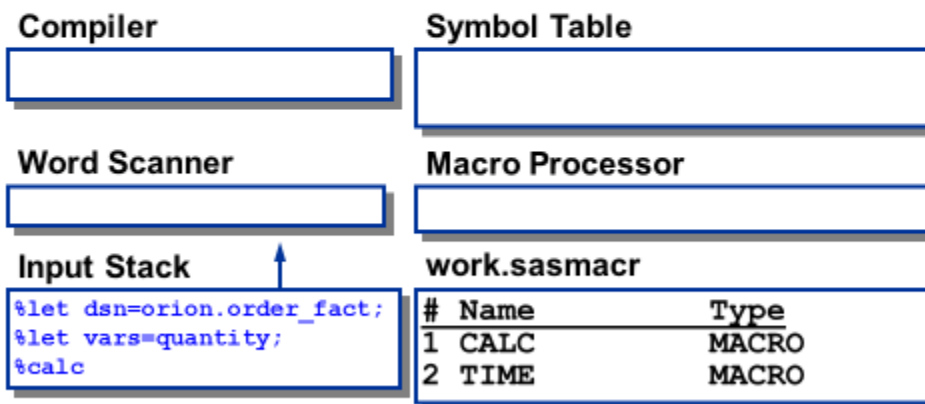 Compiler
Symbol Table
Word Scanner
Macro Processor
Input Stack
%let dsn=orion.order_fact;
%let vars=quantity;
%calc
work.sasmacr
# Name Type
1 CALC MACRO
2 TIME MACRO